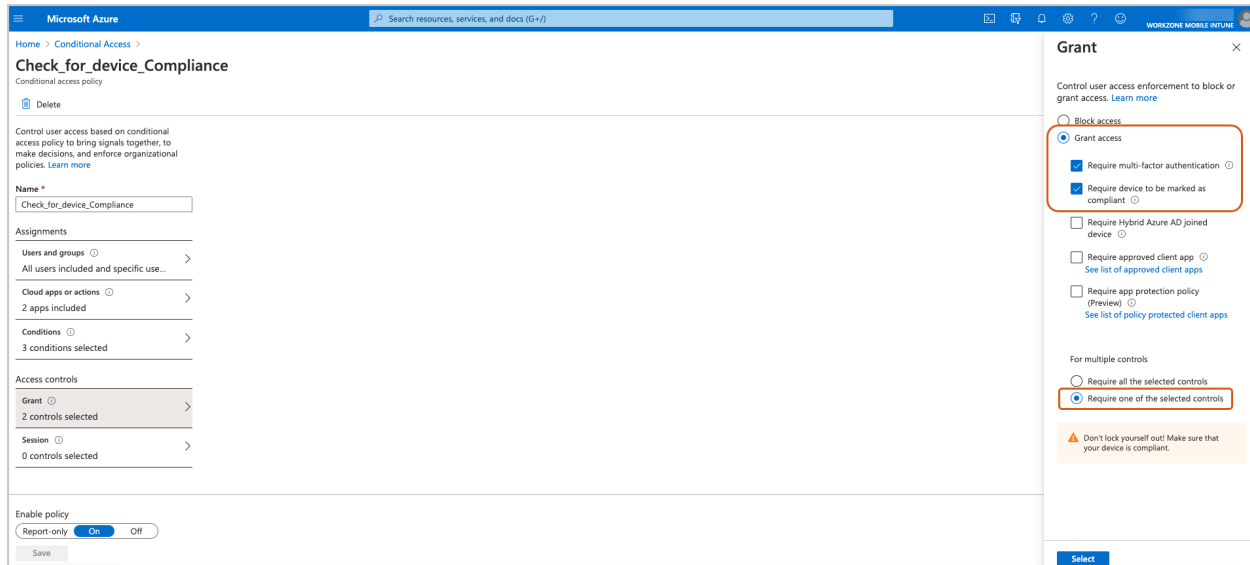 Microsoft Azure
Search resources, services, and docs (G+/)
WORKZONE MOBILE INTUNE
Home > Conditional Access >
Check_for_device_Compliance
Conditional access policy
Delete
Control user access based on conditional
access policy to bring signals together, to
make decisions, and enforce organizational
policies. Learn more
Name *
Check_for_device_Compliance
Assignments
Users and groups
All users included and specific use...
Cloud apps or actions
2 apps included
Conditions
3 conditions selected
Access controls
Grant
2 controls selected
Session
0 controls selected
Enable policy
Report-only On Off
Save
Grant
Control user access enforcement to block or
grant access. Learn more
Block access
Grant access
Require multi-factor authentication
Require device to be marked as
compliant
Require Hybrid Azure AD joined
device
Require approved client app
See list of approved client apps
Require app protection policy
(Preview)
See list of policy protected client apps
For multiple controls
Require all the selected controls
Require one of the selected controls
Don't lock yourself out! Make sure that
your device is compliant.
Select